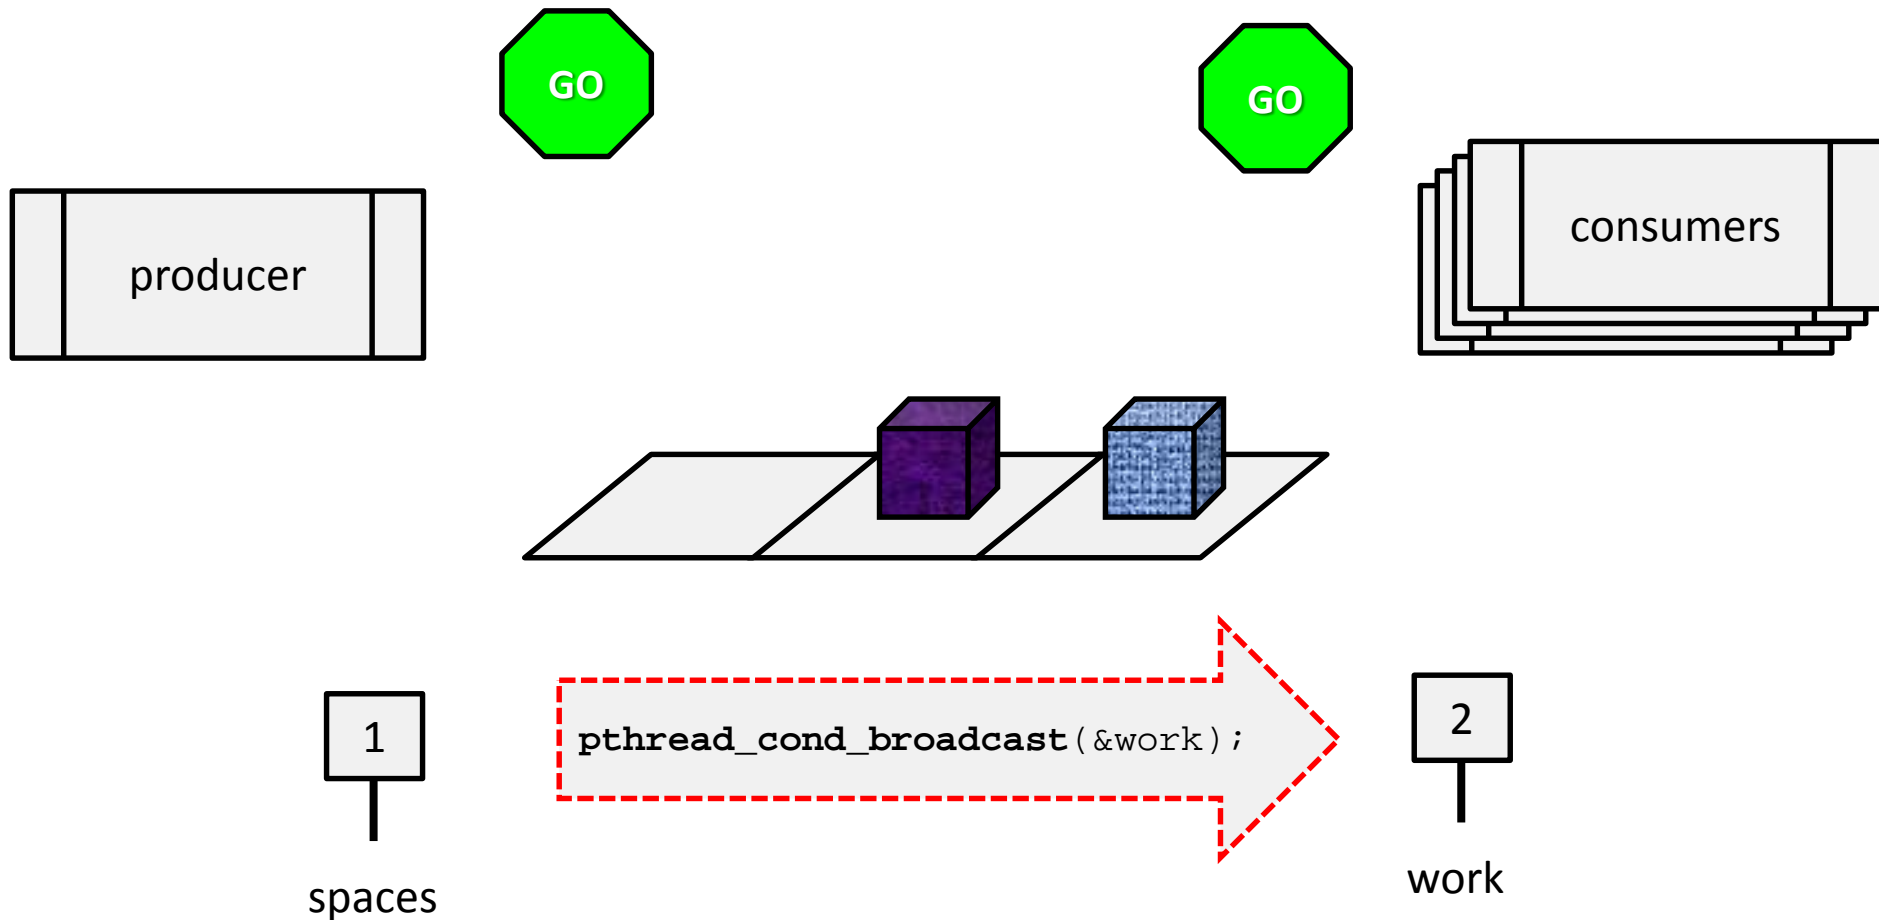 GO
GO
producer
consumers
1
pthread_cond_broadcast(&work);
2
spaces
work